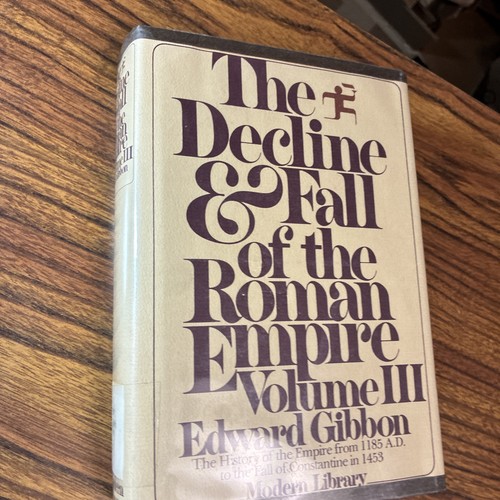 The
Decline
& Fall
of the
Roman
Empire
Volume III
Edward Gibbon
The History of the Empire from 1185 A.D.
to the Fall of Constantine in 1453
Modern Library